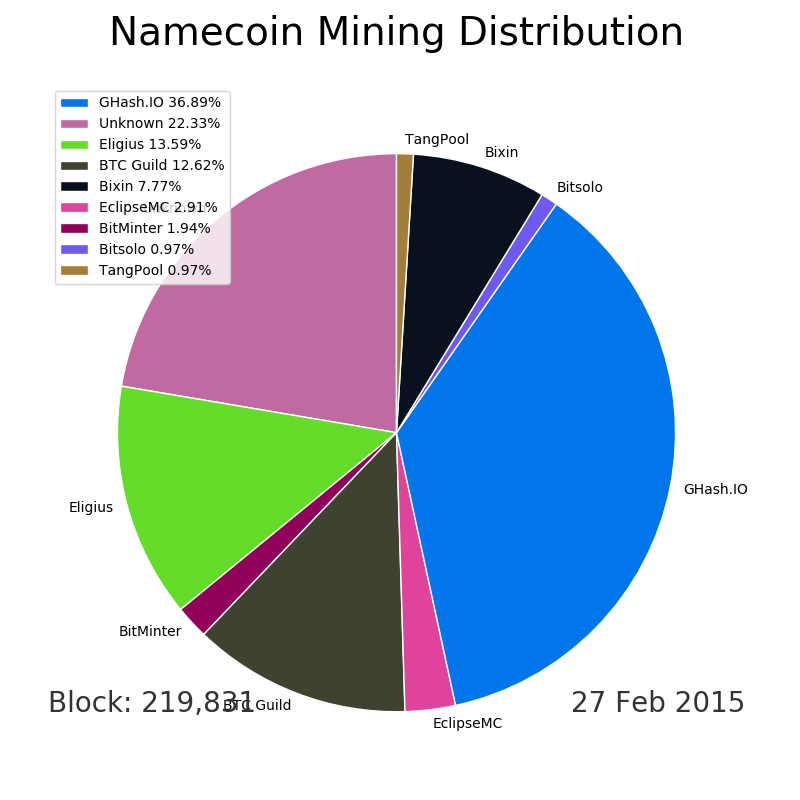 Namecoin Mining Distribution
GHash.IO 36.89%
Unknown 22.33%
Eligius 13.59%
BTC Guild 12.62%
Bixin 7.77%
EclipseMC 2.91%
BitMinter 1.94%
Bitsolo 0.97%
TangPool 0.97%
TangPool
Bixin
Bitsolo
Unknown
GHash.IO
Eligius
BitMinter
BTC Guild
EclipseMC
Block: 219,831
27 Feb 2015